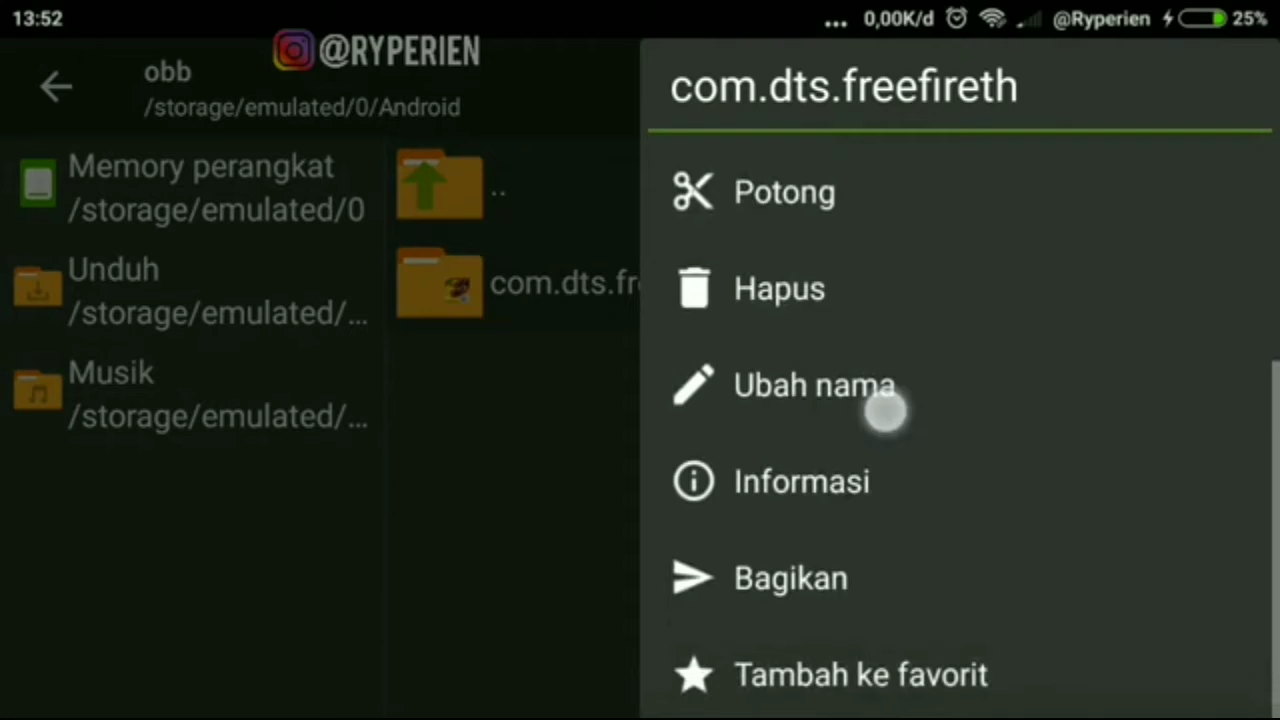 13:52
... 0,00K/d @Ryperien 25%
@RYPERIEN
obb
/storage/emulated/0/Android
Memory perangkat
/storage/emulated/0
Unduh
/storage/emulated/...
Musik
/storage/emulated/...
..
com.dts.fr
com.dts.freefireth
Potong
Hapus
Ubah nama
Informasi
Bagikan
Tambah ke favorit